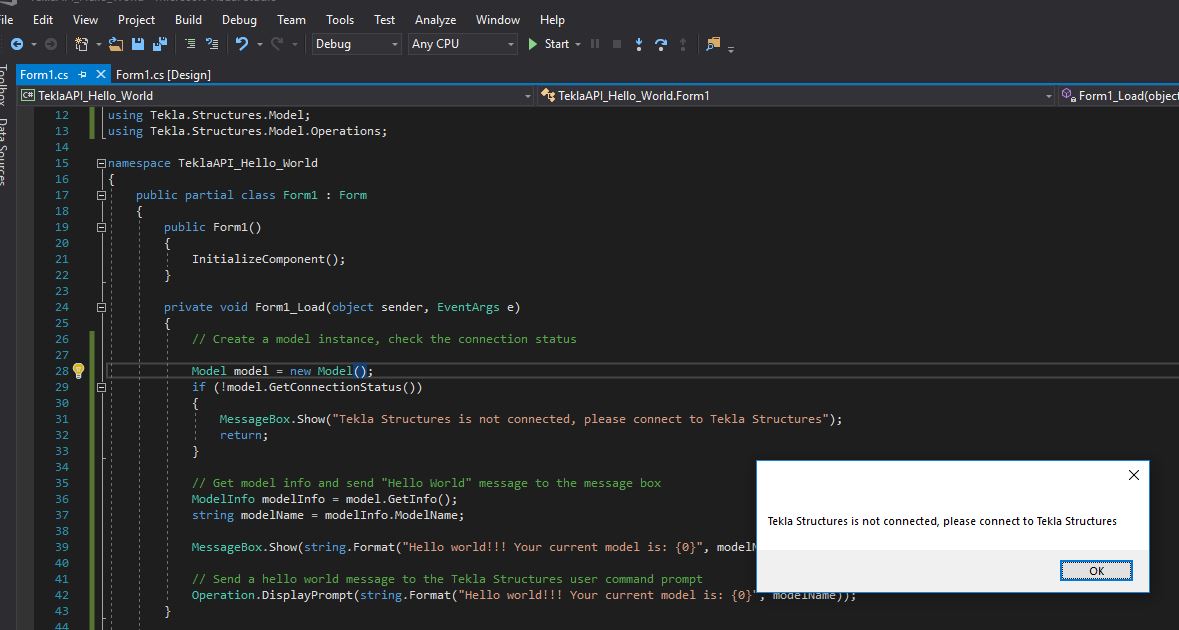 File Edit View Project Build Debug Team Tools Test Analyze Window Help
Debug Any CPU Start
Toolbox
Data Sources
Form1.cs Form1.cs [Design]
C# TeklaAPI_Hello_World TeklaAPI_Hello_World.Form1 Form1_Load(object
12 using Tekla.Structures.Model;
13 using Tekla.Structures.Model.Operations;
14
15 namespace TeklaAPI_Hello_World
16 {
17 public partial class Form1 : Form
18 {
19 public Form1()
20 {
21 InitializeComponent();
22 }
23
24 private void Form1_Load(object sender, EventArgs e)
25 {
26 // Create a model instance, check the connection status
27
28 Model model = new Model();
29 if (!model.GetConnectionStatus())
30 {
31 MessageBox.Show("Tekla Structures is not connected, please connect to Tekla Structures");
32 return;
33 }
34
35 // Get model info and send "Hello World" message to the message box
36 ModelInfo modelInfo = model.GetInfo();
37 string modelName = modelInfo.ModelName;
38
39 MessageBox.Show(string.Format("Hello world!!! Your current model is: {0}", modelN
40
41 // Send a hello world message to the Tekla Structures user command prompt
42 Operation.DisplayPrompt(string.Format("Hello world!!! Your current model is: {0}", modelName));
43 }
44
Tekla Structures is not connected, please connect to Tekla Structures
OK